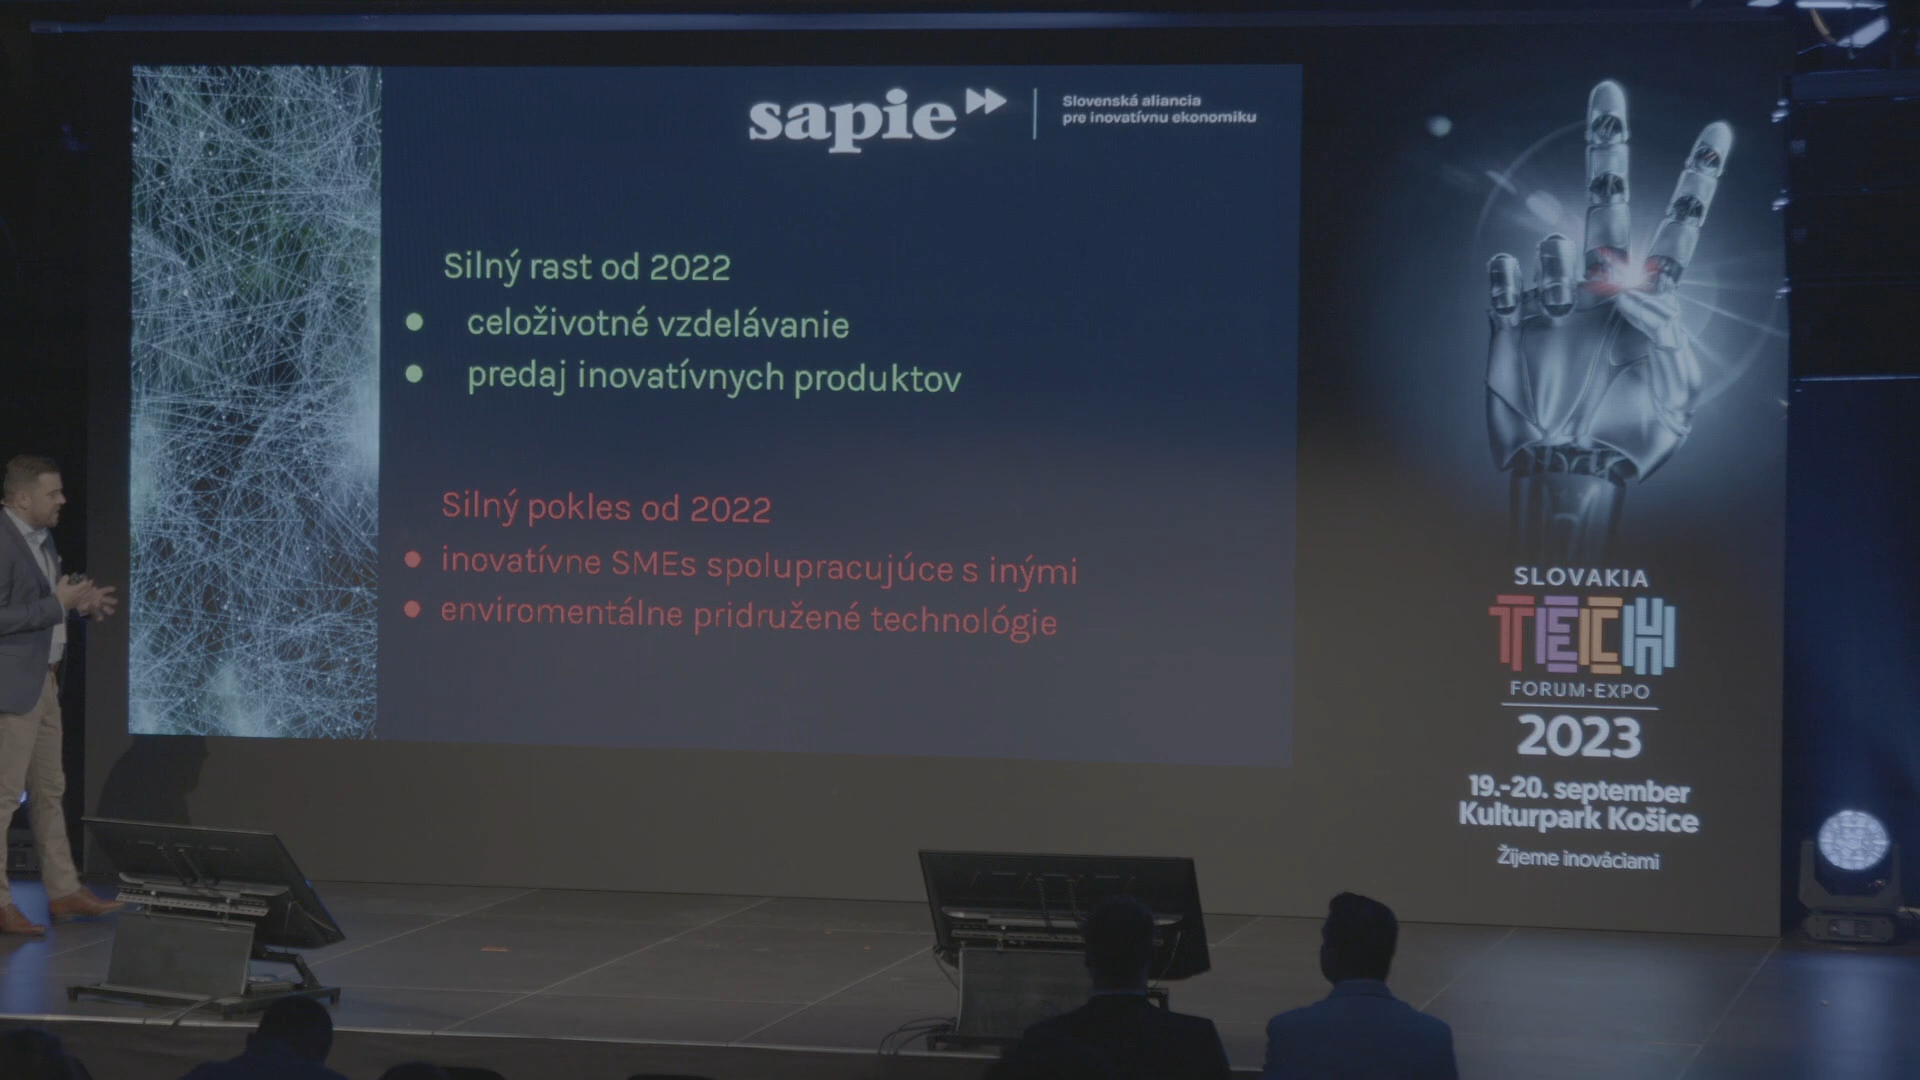 sapie
Slovenská aliancia
pre inovatívnu ekonomiku
Silný rast od 2022
celoživotné vzdelávanie
predaj inovatívnych produktov
Silný pokles od 2022
inovatívne SMEs spolupracujúce s inými
enviromentálne pridružené technológie
SLOVAKIA
TECH
FORUM-EXPO
2023
19.-20. september
Kulturpark Košice
Žijeme inováciami